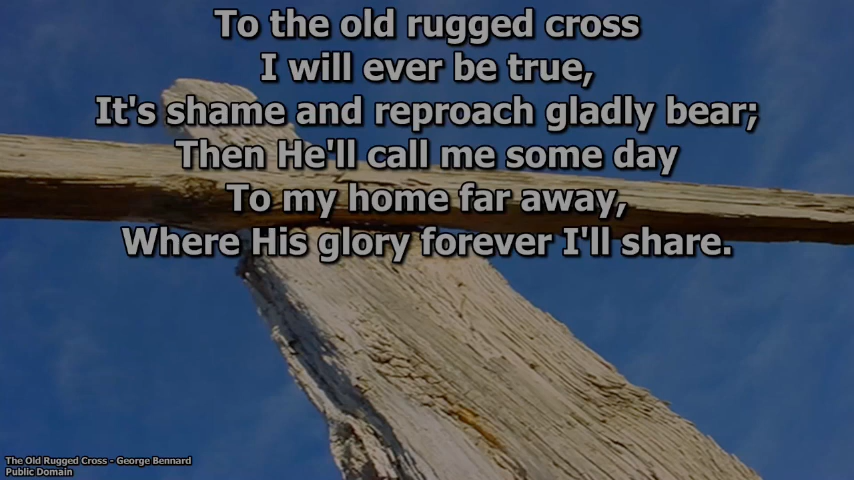 To the old rugged cross
I will ever be true,
It's shame and reproach gladly bear;
Then He'll call me some day
To my home far away,
Where His glory forever I'll share.
The Old Rugged Cross - George Bennard
Public Domain